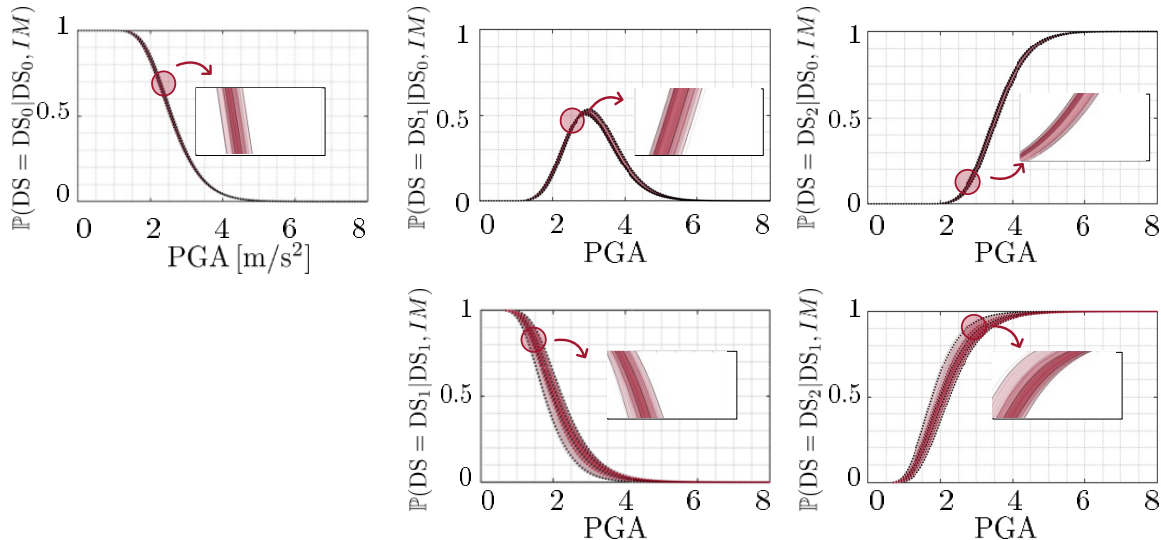 ℙ(DS = DS₀|DS₀, IM)
1
0.5
0
0 2 4 6 8
PGA [m/s²]
ℙ(DS = DS₁|DS₀, IM)
1
0.5
0
0 2 4 6 8
PGA
ℙ(DS = DS₂|DS₀, IM)
1
0.5
0
0 2 4 6 8
PGA
ℙ(DS = DS₁|DS₁, IM)
1
0.5
0
0 2 4 6 8
PGA
ℙ(DS = DS₂|DS₁, IM)
1
0.5
0
0 2 4 6 8
PGA